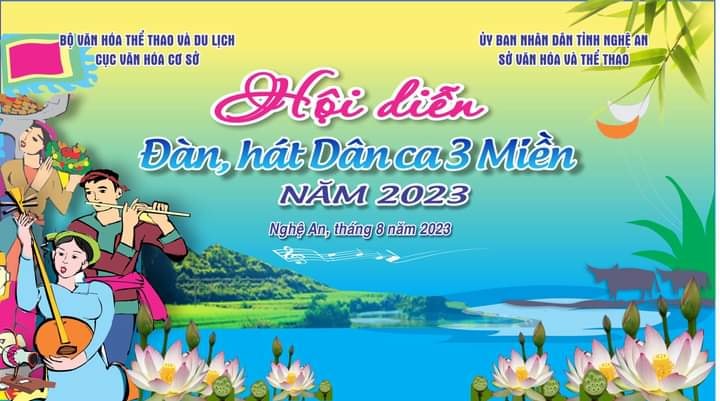 BỘ VĂN HÓA THỂ THAO VÀ DU LỊCH
CỤC VĂN HÓA CƠ SỞ
ỦY BAN NHÂN DÂN TỈNH NGHỆ AN
SỞ VĂN HÓA VÀ THỂ THAO
Hội diễn
Đàn, hát Dân ca 3 Miền
NĂM 2023
Nghệ An, tháng 8 năm 2023